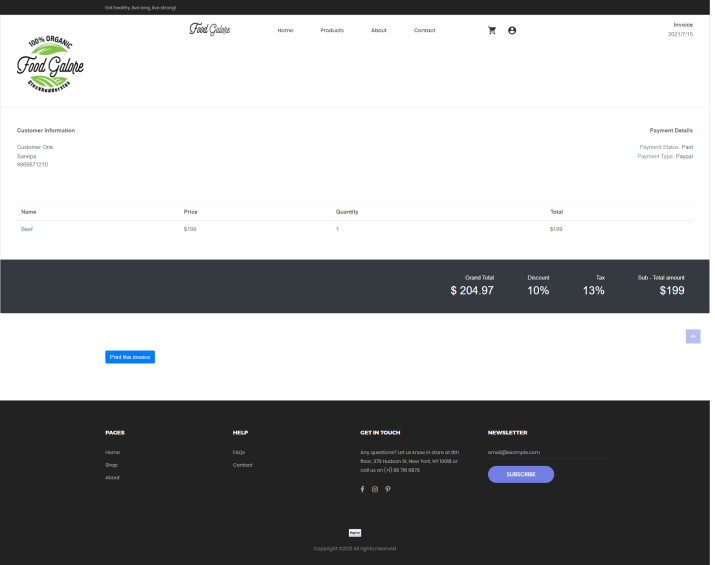 Eat healthy, live long, live strong!
Food Galore
Home
Products
About
Contact
Invoice
2021/7/15
100% ORGANIC
Food Galore
Customer Information
Payment Details
Customer One
Sanepa
9869871210
Payment Status: Paid
Payment Type: Paypal
Name Price Quantity Total
Beef $199 1 $199
Grand Total Discount Tax Sub - Total amount
$ 204.97 10% 13% $199
Print this invoice
PAGES
Home
Shop
About
HELP
FAQs
Contact
GET IN TOUCH
Any questions? Let us know in store at 8th
floor, 379 Hudson St, New York, NY 10018 or
call us on (+1) 96 716 6879
NEWSLETTER
email@example.com
SUBSCRIBE
PayPal
Copyright ©2021 All rights reserved